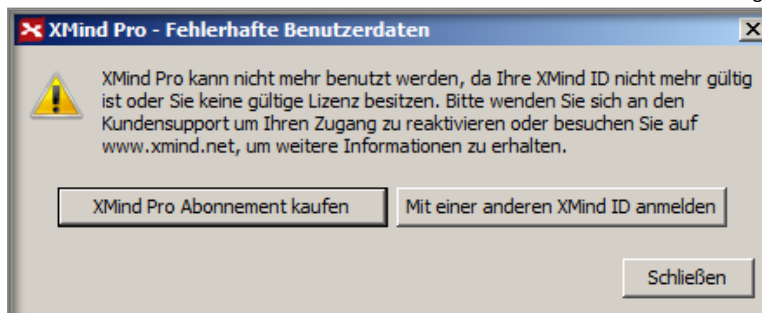 XMind Pro - Fehlerhafte Benutzerdaten
XMind Pro kann nicht mehr benutzt werden, da Ihre XMind ID nicht mehr gültig
ist oder Sie keine gültige Lizenz besitzen. Bitte wenden Sie sich an den
Kundensupport um Ihren Zugang zu reaktivieren oder besuchen Sie auf
www.xmind.net, um weitere Informationen zu erhalten.
XMind Pro Abonnement kaufen
Mit einer anderen XMind ID anmelden
Schließen